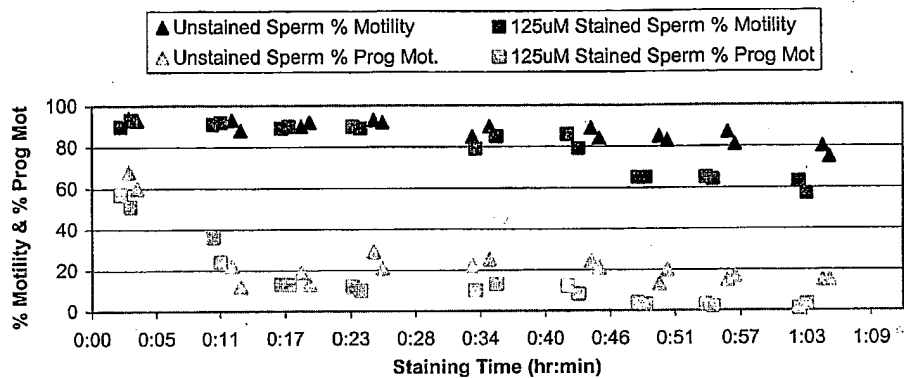 ▲ Unstained Sperm % Motility ■ 125uM Stained Sperm % Motility
△ Unstained Sperm % Prog Mot. □ 125uM Stained Sperm % Prog Mot
% Motility & % Prog Mot
100
80
60
40
20
0
0:00 0:05 0:11 0:17 0:23 0:28 0:34 0:40 0:46 0:51 0:57 1:03 1:09
Staining Time (hr:min)